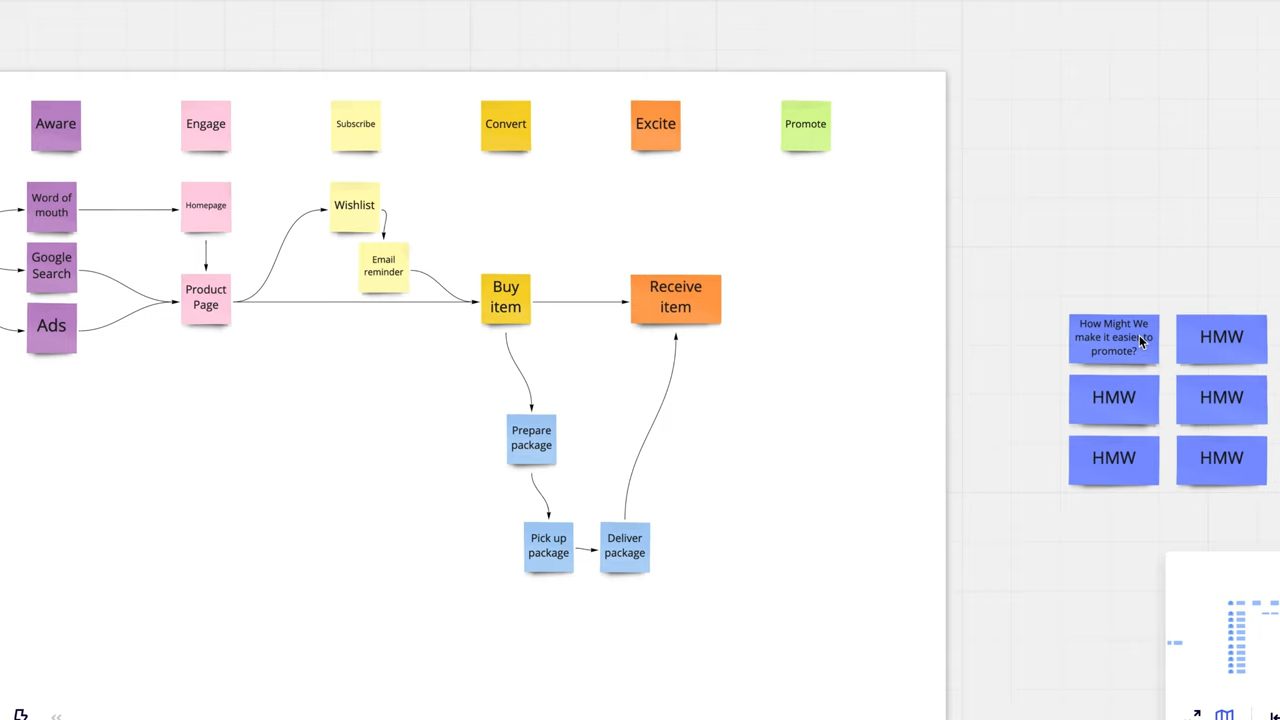 Aware
Engage
Subscribe
Convert
Excite
Promote
Word of
mouth
Homepage
Wishlist
Google
Search
Email
reminder
Ads
Product
Page
Buy
item
Receive
item
Prepare
package
Pick up
package
Deliver
package
How Might We
make it easier to
promote?
HMW
HMW
HMW
HMW
HMW